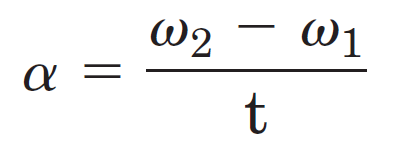 α = (ω₂ − ω₁) / t